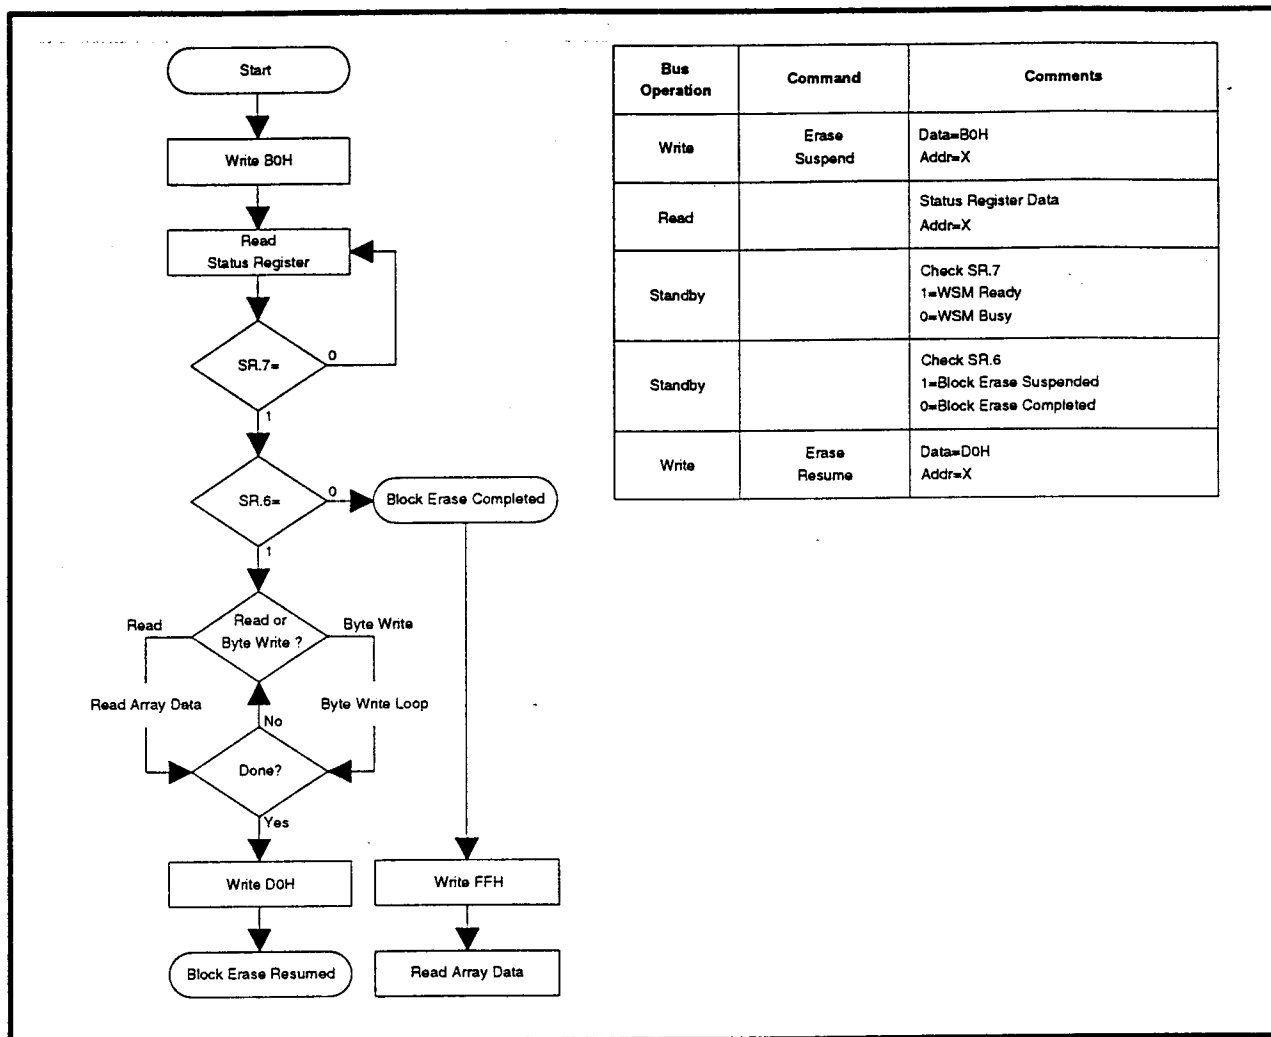 Start
Write B0H
Read
Status Register
SR.7=
0
1
SR.6=
0
Block Erase Completed
1
Read or
Byte Write ?
Read
Byte Write
Read Array Data
Byte Write Loop
No
Done?
Yes
Write D0H
Write FFH
Block Erase Resumed
Read Array Data
Bus
Operation
Command
Comments
Write
Erase
Suspend
Data=B0H
Addr=X
Read
Status Register Data
Addr=X
Standby
Check SR.7
1=WSM Ready
0=WSM Busy
Standby
Check SR.6
1=Block Erase Suspended
0=Block Erase Completed
Write
Erase
Resume
Data=D0H
Addr=X